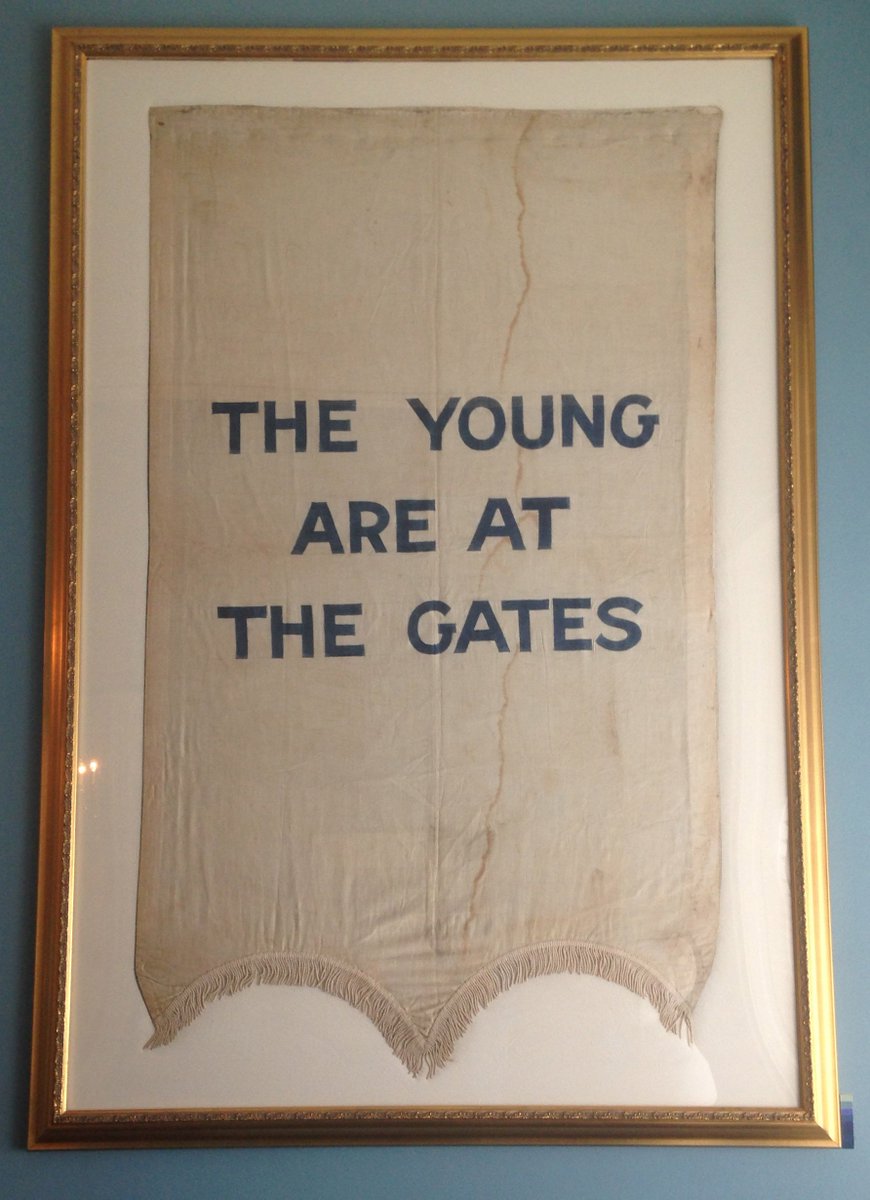 THE YOUNG
ARE AT
THE GATES